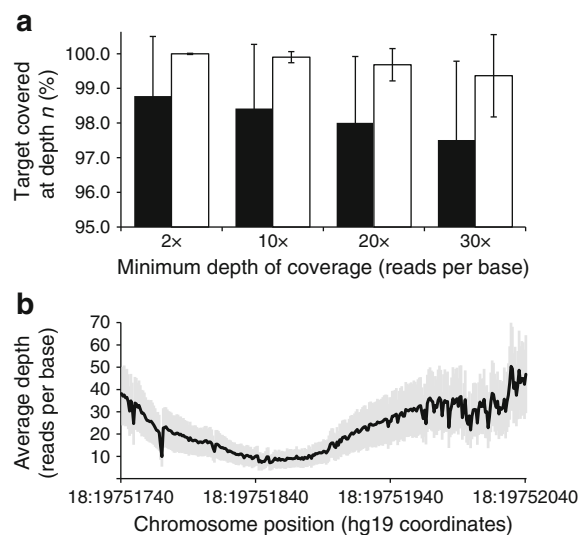 a
Target covered
at depth n (%)
100.0
99.0
98.0
97.0
96.0
95.0
2× 10× 20× 30×
Minimum depth of coverage (reads per base)
b
Average depth
(reads per base)
70
60
50
40
30
20
10
18:19751740 18:19751840 18:19751940 18:19752040
Chromosome position (hg19 coordinates)